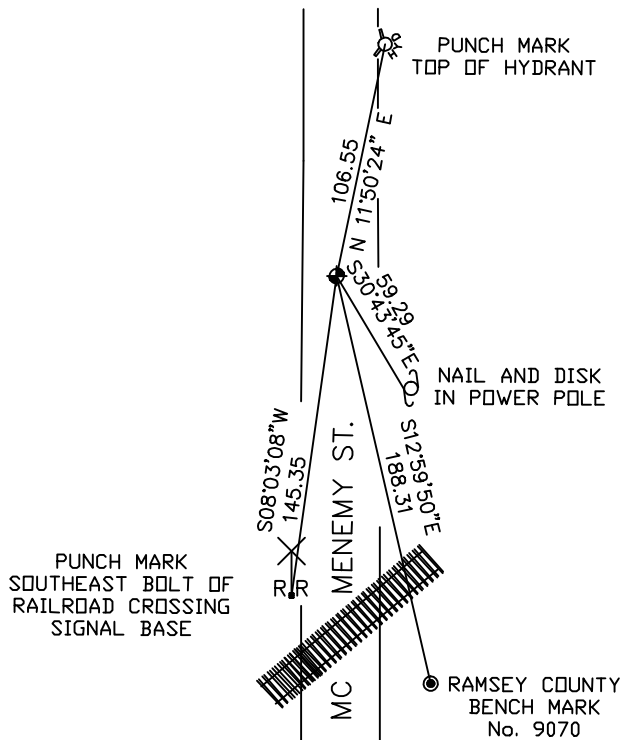 PUNCH MARK
TOP OF HYDRANT
HYD
106.55
N 11°50'24" E
59.29
S30°43'45"E
NAIL AND DISK
IN POWER POLE
S12°59'50"E
188.31
S08°03'08"W
145.35
MC MENEMY ST.
PUNCH MARK
SOUTHEAST BOLT OF
RAILROAD CROSSING
SIGNAL BASE
R R
RAMSEY COUNTY
BENCH MARK
No. 9070